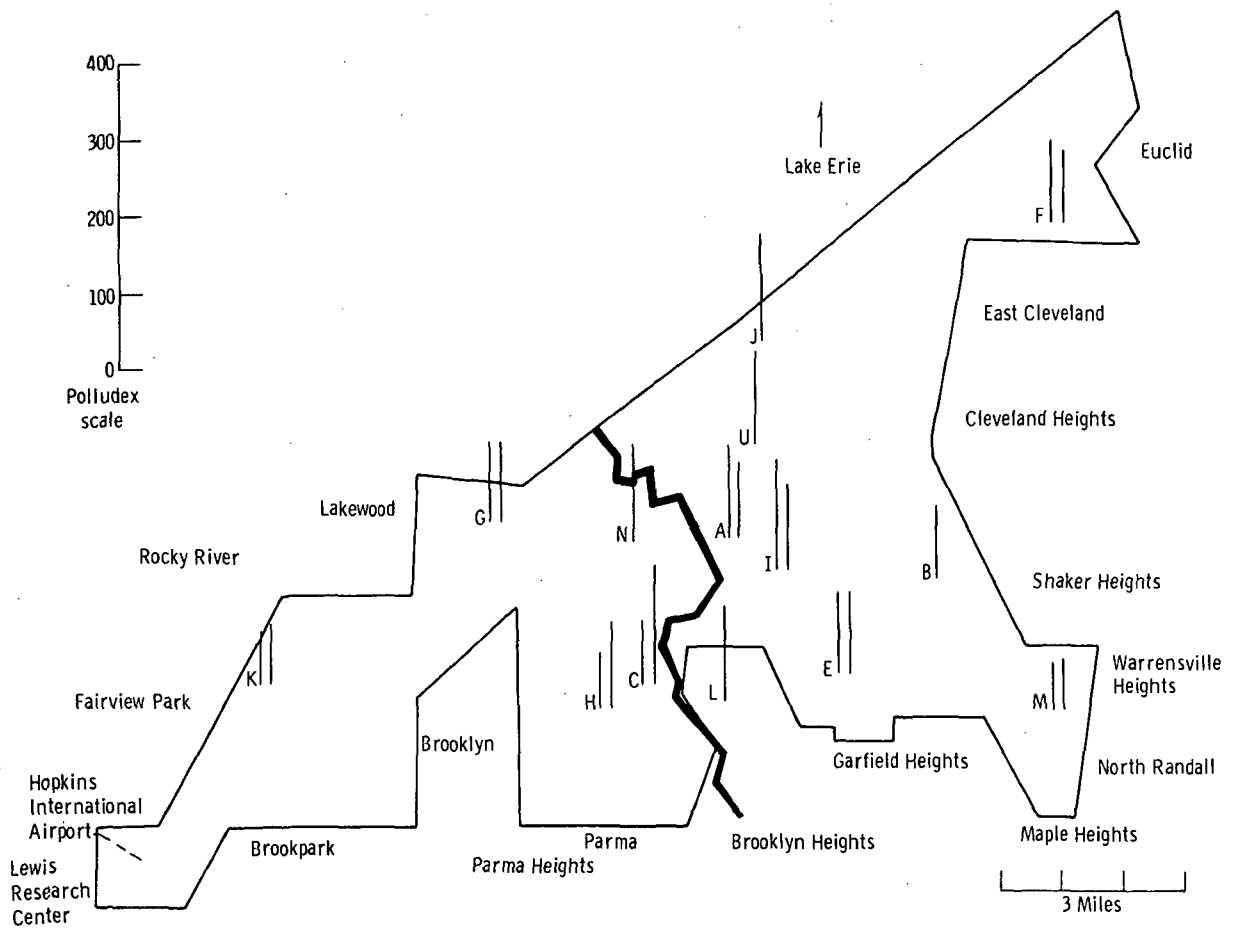 400
300
200
100
0
Polludex
scale
Lake Erie
Euclid
F
East Cleveland
J
Cleveland Heights
U
Lakewood
G
N
A
I
B
Rocky River
Shaker Heights
K
H
C
L
E
M
Warrensville
Heights
Fairview Park
Brooklyn
Garfield Heights
North Randall
Hopkins
International
Airport
Brookpark
Parma
Parma Heights
Brooklyn Heights
Maple Heights
Lewis
Research
Center
3 Miles